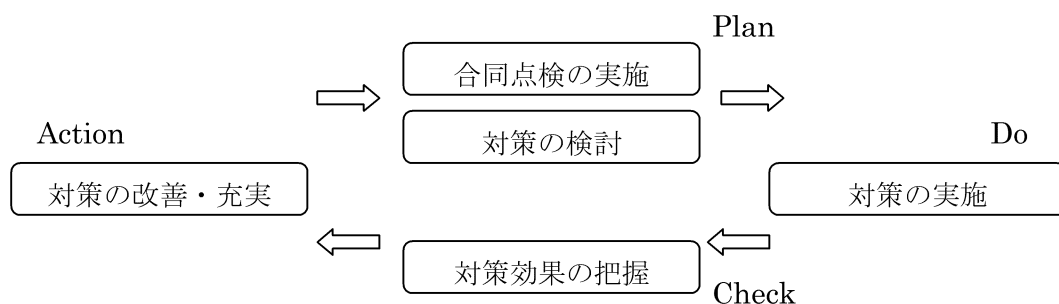 Plan
合同点検の実施
対策の検討
Action
Do
対策の改善・充実
対策の実施
対策効果の把握
Check